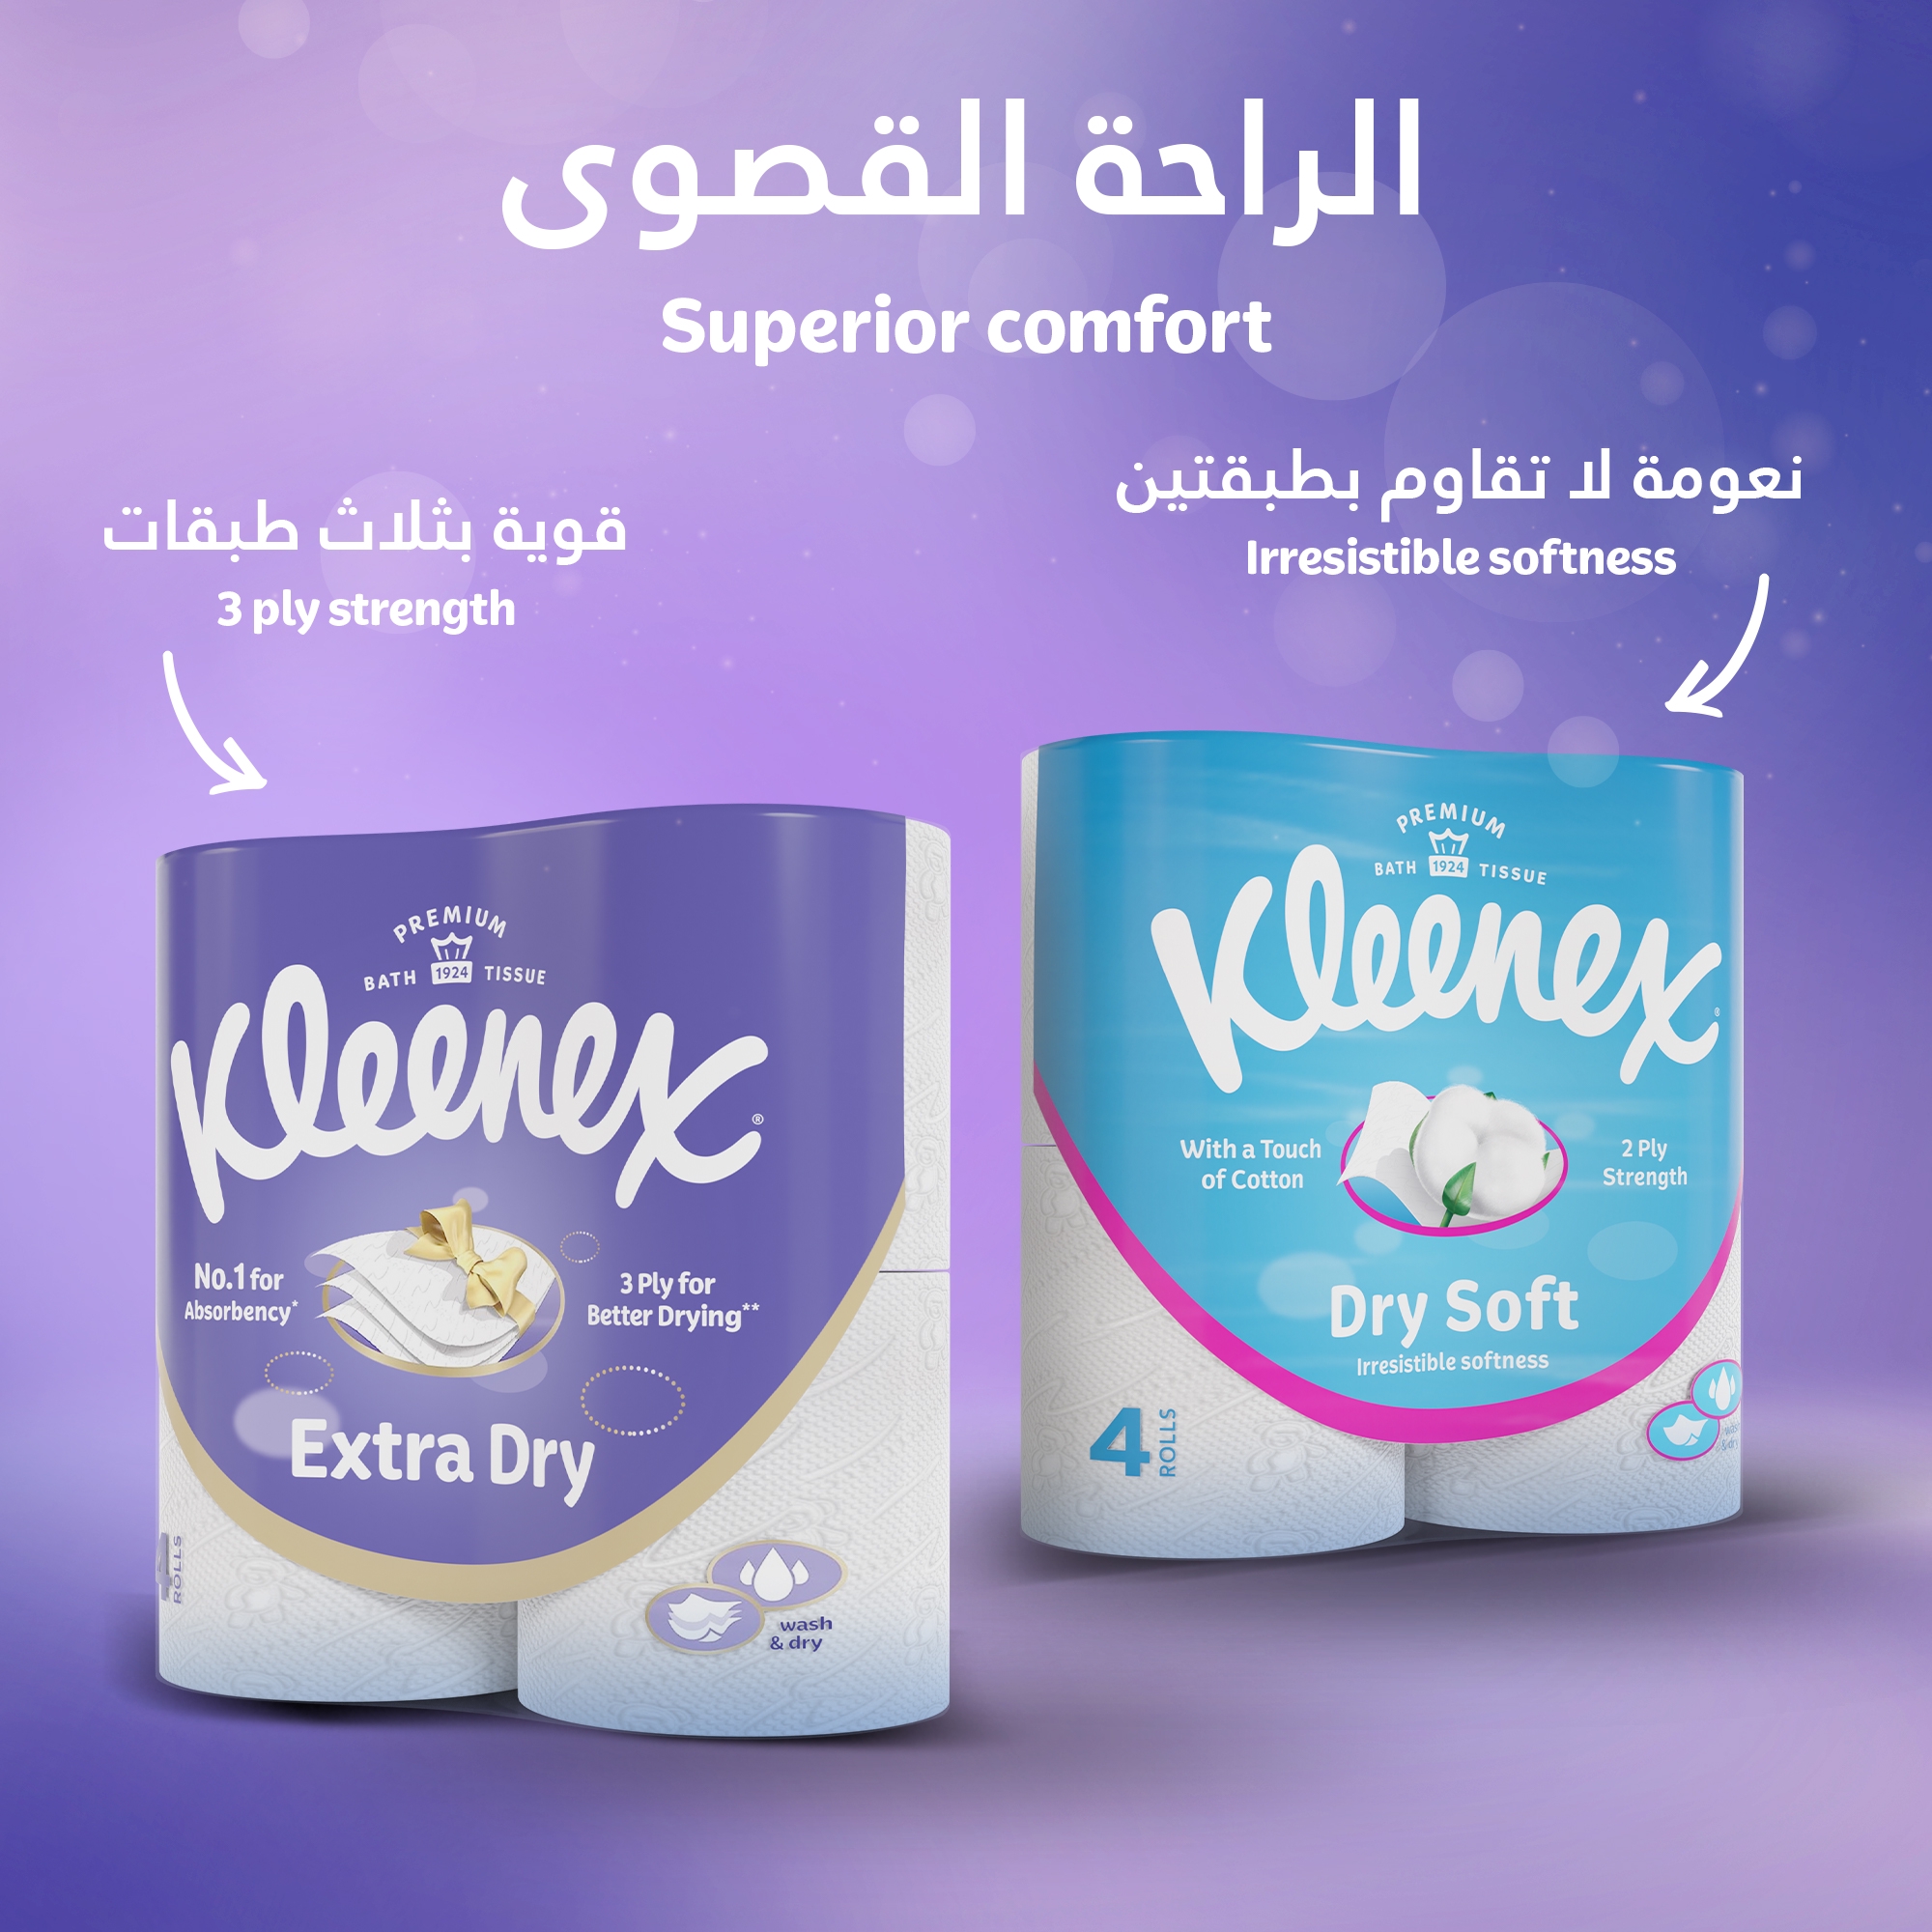 الراحة القصوى
Superior comfort
قوية بثلاث طبقات
3 ply strength
نعومة لا تقاوم بطبقتين
Irresistible softness
PREMIUM
BATH 1924 TISSUE
Kleenex®
No.1 for
Absorbency*
3 Ply for
Better Drying**
Extra Dry
4 ROLLS
wash
& dry
PREMIUM
BATH 1924 TISSUE
Kleenex®
With a Touch
of Cotton
2 Ply
Strength
Dry Soft
Irresistible softness
4 ROLLS